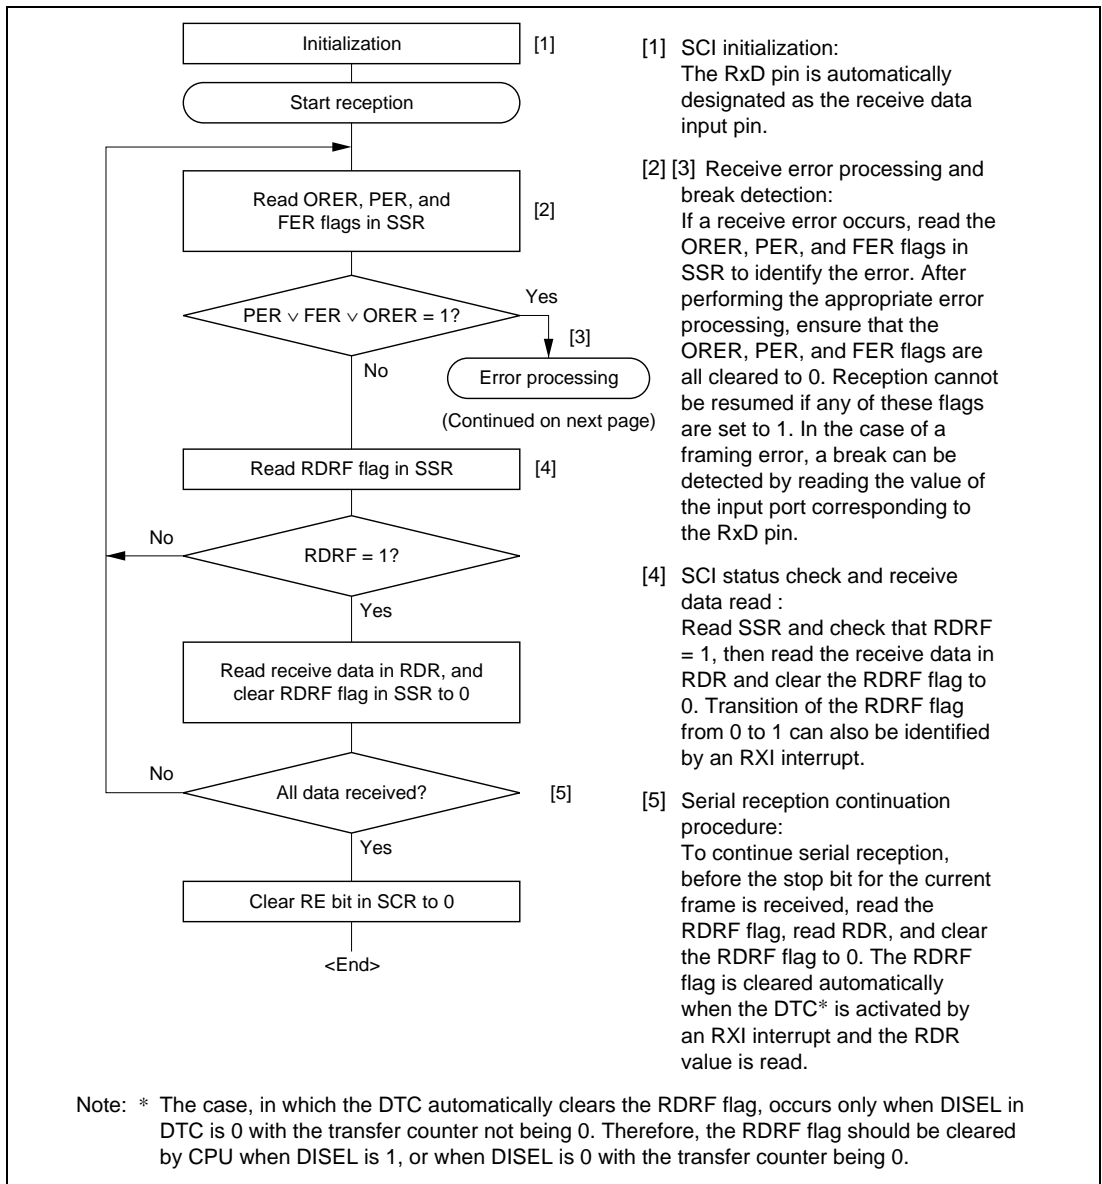 Initialization
[1]
Start reception
Read ORER, PER, and
FER flags in SSR
[2]
PER ∨ FER ∨ ORER = 1?
Yes
[3]
No
Error processing
(Continued on next page)
Read RDRF flag in SSR
[4]
No
RDRF = 1?
Yes
Read receive data in RDR, and
clear RDRF flag in SSR to 0
No
All data received?
[5]
Yes
Clear RE bit in SCR to 0
<End>
[1] SCI initialization:
The RxD pin is automatically
designated as the receive data
input pin.
[2] [3] Receive error processing and
break detection:
If a receive error occurs, read the
ORER, PER, and FER flags in
SSR to identify the error. After
performing the appropriate error
processing, ensure that the
ORER, PER, and FER flags are
all cleared to 0. Reception cannot
be resumed if any of these flags
are set to 1. In the case of a
framing error, a break can be
detected by reading the value of
the input port corresponding to
the RxD pin.
[4] SCI status check and receive
data read :
Read SSR and check that RDRF
= 1, then read the receive data in
RDR and clear the RDRF flag to
0. Transition of the RDRF flag
from 0 to 1 can also be identified
by an RXI interrupt.
[5] Serial reception continuation
procedure:
To continue serial reception,
before the stop bit for the current
frame is received, read the
RDRF flag, read RDR, and clear
the RDRF flag to 0. The RDRF
flag is cleared automatically
when the DTC* is activated by
an RXI interrupt and the RDR
value is read.
Note: * The case, in which the DTC automatically clears the RDRF flag, occurs only when DISEL in
DTC is 0 with the transfer counter not being 0. Therefore, the RDRF flag should be cleared
by CPU when DISEL is 1, or when DISEL is 0 with the transfer counter being 0.